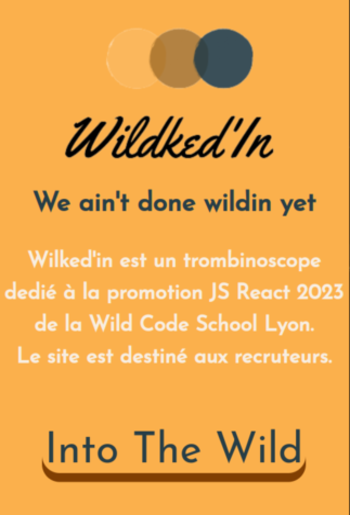 Wildked'In
We ain't done wildin yet
Wilked'in est un trombinoscope
dedié à la promotion JS React 2023
de la Wild Code School Lyon.
Le site est destiné aux recruteurs.
Into The Wild